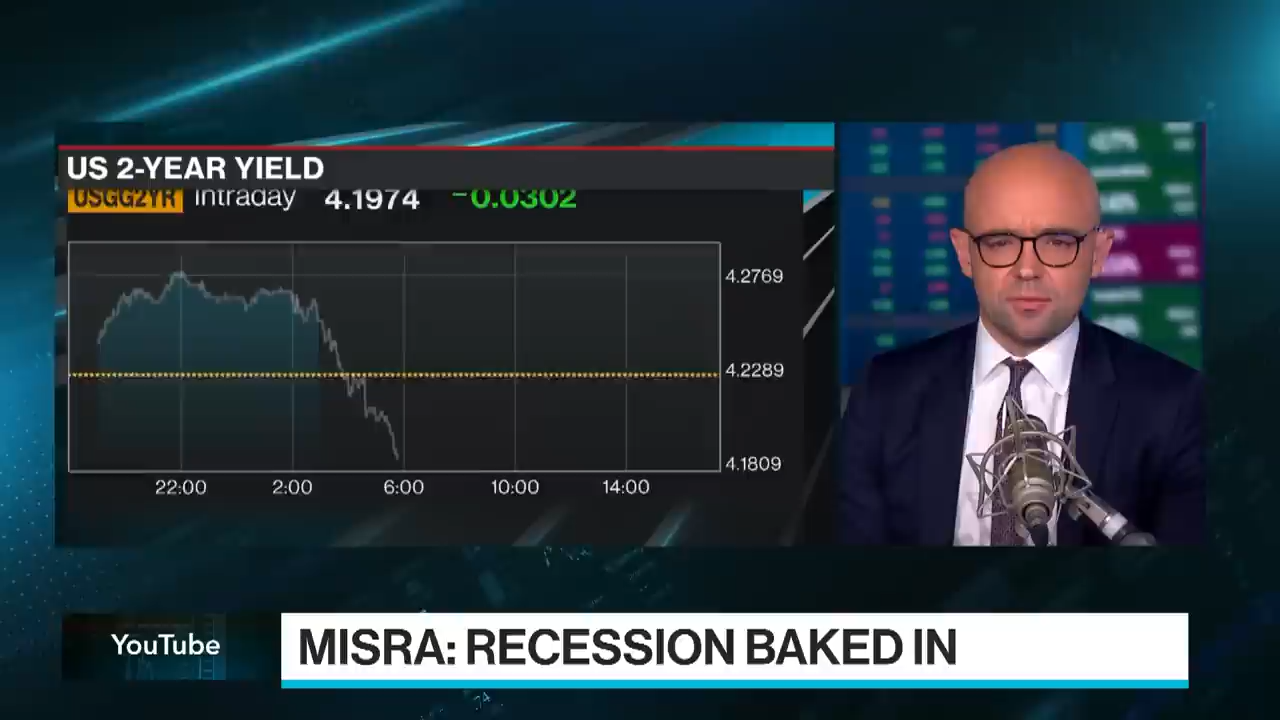 US 2-YEAR YIELD
USGG2YR Intraday 4.1974 -0.0302
4.2769
4.2289
4.1809
22:00 2:00 6:00 10:00 14:00
YouTube
MISRA: RECESSION BAKED IN